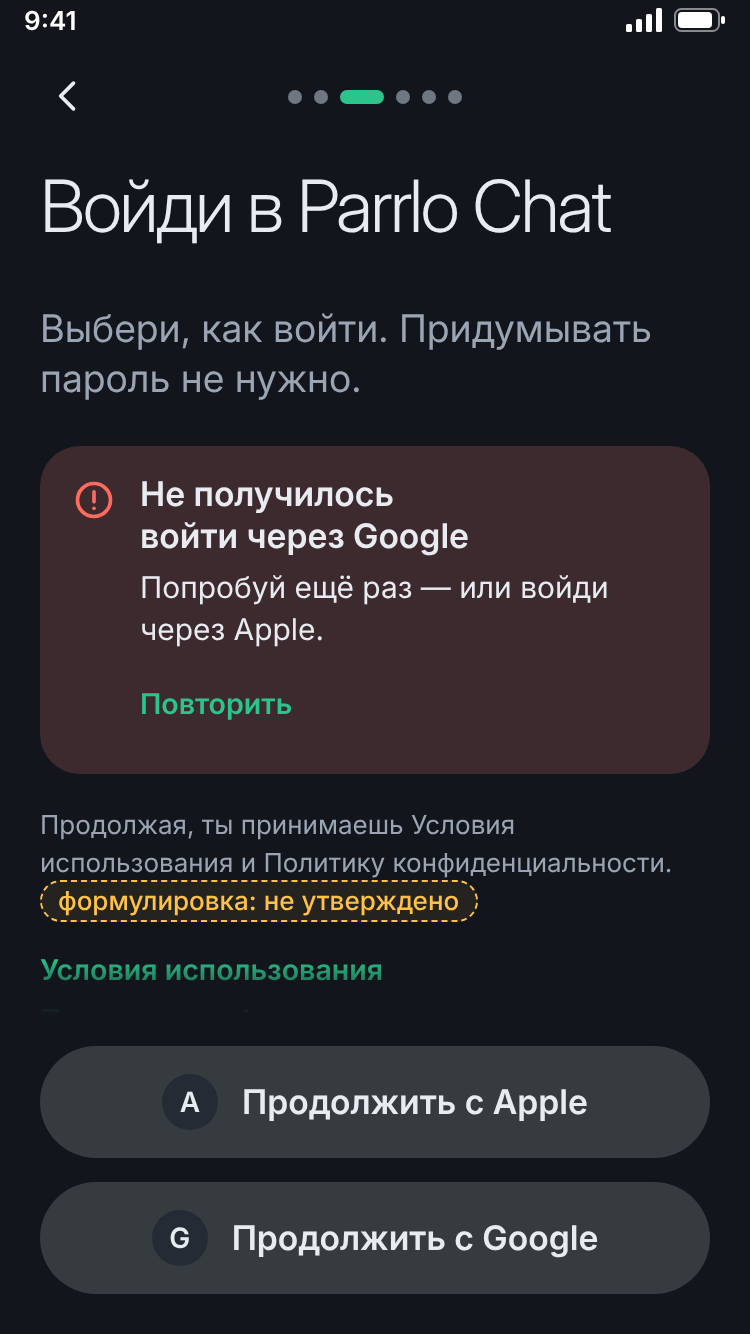 9:41
Войди в Parrlo Chat
Выбери, как войти. Придумывать
пароль не нужно.
Не получилось
войти через Google
Попробуй ещё раз — или войди
через Apple.
Повторить
Продолжая, ты принимаешь Условия
использования и Политику конфиденциальности.
формулировка: не утверждено
Условия использования
A Продолжить с Apple
G Продолжить с Google